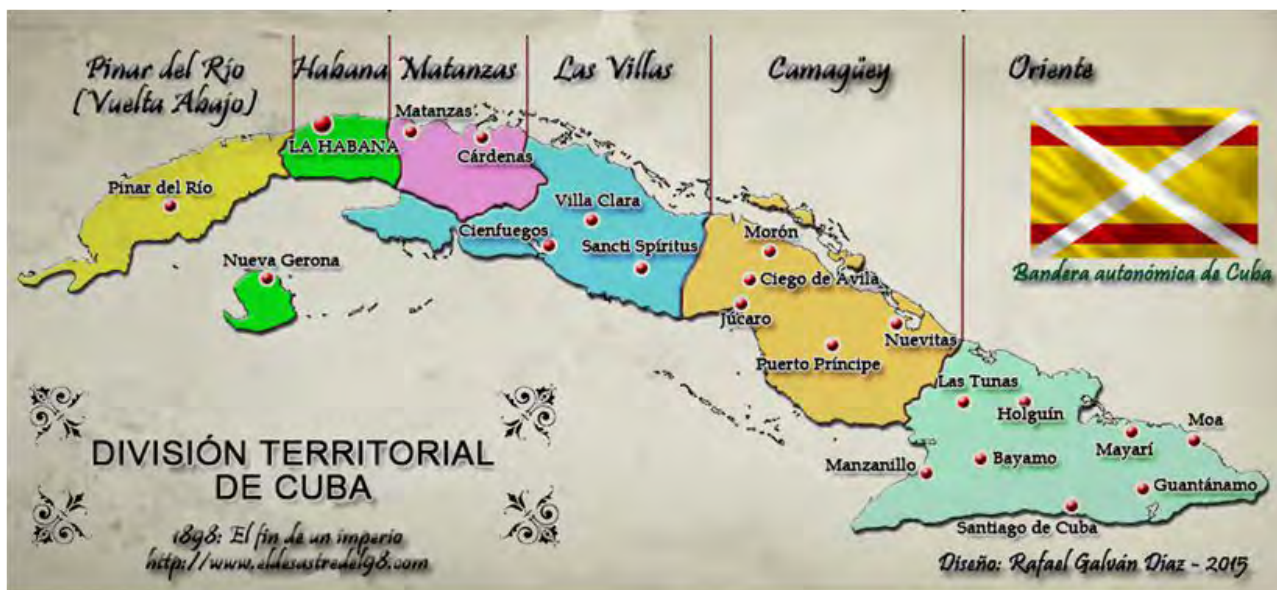 Pinar del Río
(Vuelta Abajo)
Habana
Matanzas
Las Villas
Camagüey
Oriente
LA HABANA
Matanzas
Cárdenas
Pinar del Río
Nueva Gerona
Villa Clara
Cienfuegos
Sancti Spíritus
Morón
Ciego de Ávila
Júcaro
Nuevitas
Puerto Príncipe
Bandera autonómica de Cuba
Las Tunas
Holguín
Moa
Mayarí
Manzanillo
Bayamo
Guantánamo
Santiago de Cuba
DIVISIÓN TERRITORIAL
DE CUBA
1898: El fin de un imperio
http://www.eldesastredel98.com
Diseño: Rafael Galván Díaz - 2015